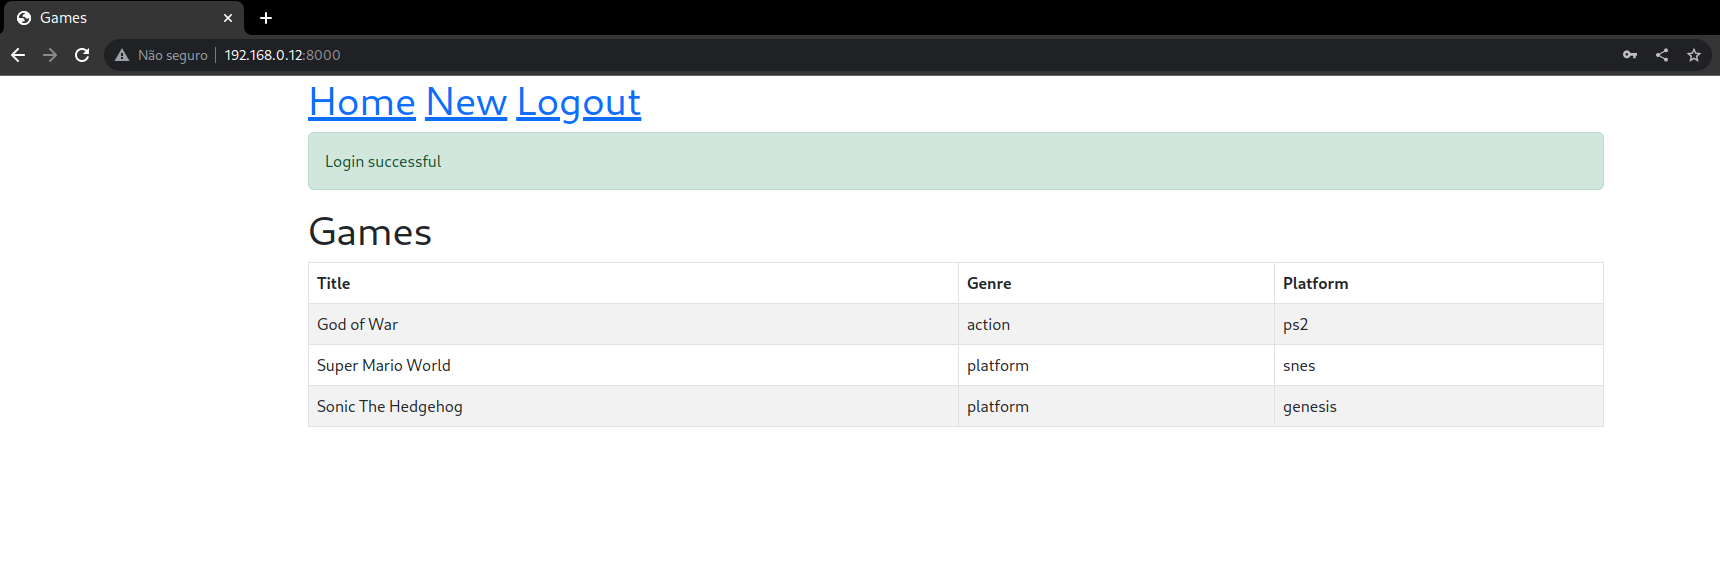 Games
Não seguro 192.168.0.12:8000
Home New Logout
Login successful
Games
Title Genre Platform
God of War action ps2
Super Mario World platform snes
Sonic The Hedgehog platform genesis